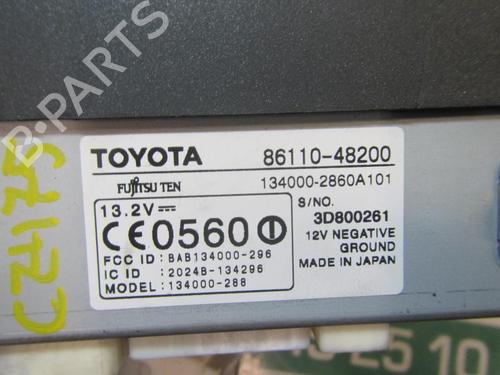 B-PARTS
TOYOTA 86110-48200
FUJITSU TEN 134000-2860A101
13.2V S/NO.
CE0560 3D800261
12V NEGATIVE
GROUND
FCC ID : BAB134000-296
MADE IN JAPAN
IC ID : 2024B-134296
MODEL : 134000-288